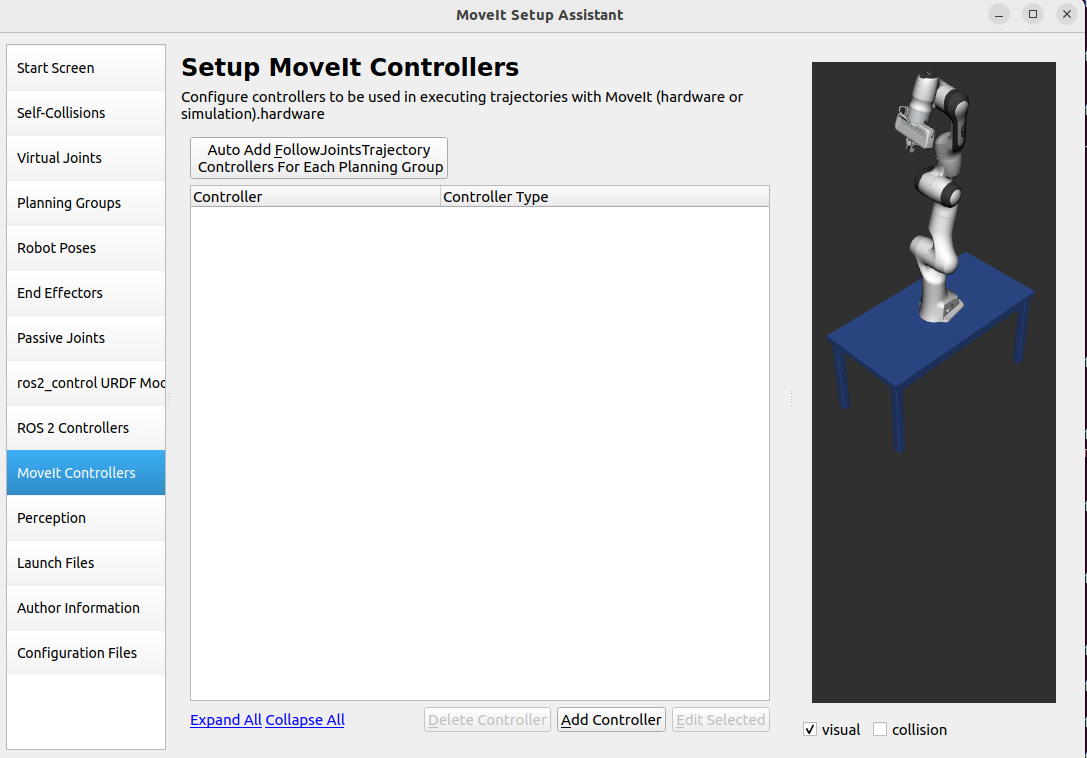 MoveIt Setup Assistant
Start Screen
Self-Collisions
Virtual Joints
Planning Groups
Robot Poses
End Effectors
Passive Joints
ros2_control URDF Moc
ROS 2 Controllers
MoveIt Controllers
Perception
Launch Files
Author Information
Configuration Files
Setup MoveIt Controllers
Configure controllers to be used in executing trajectories with MoveIt (hardware or
simulation).hardware
Auto Add FollowJointsTrajectory
Controllers For Each Planning Group
Controller Controller Type
Expand All Collapse All Delete Controller Add Controller Edit Selected
visual collision